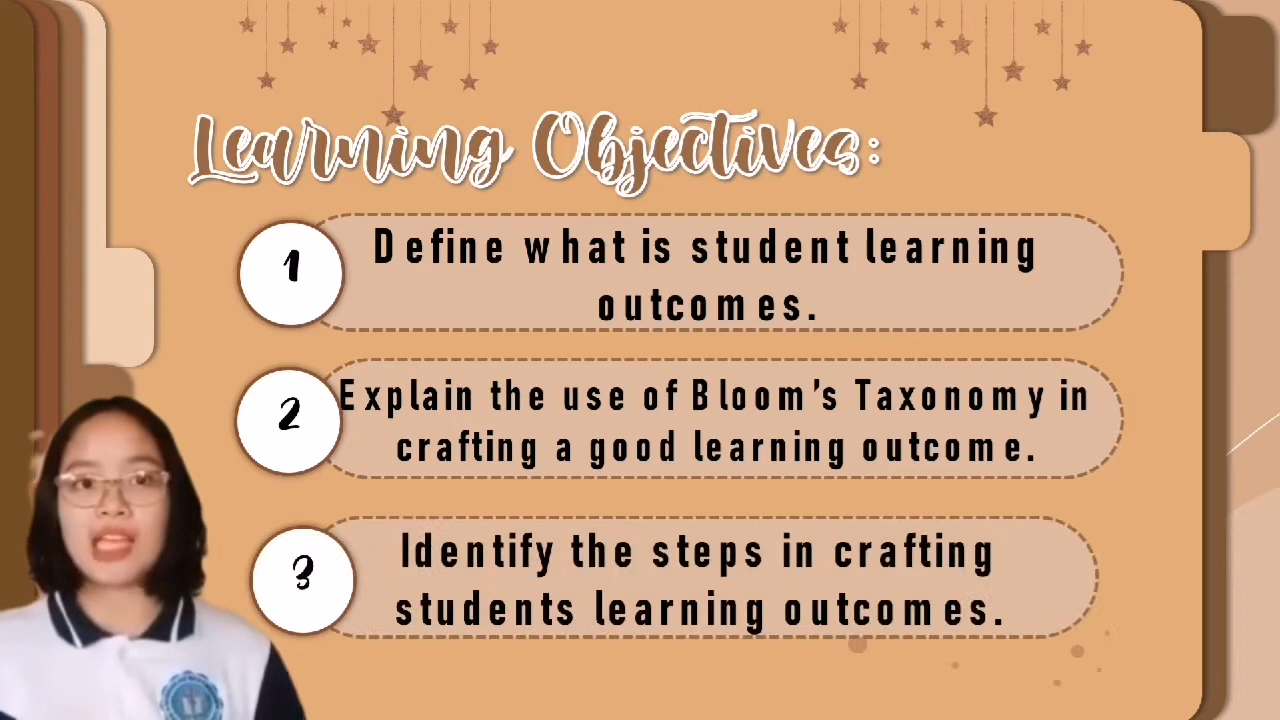 Learning Objectives:
1
Define what is student learning
outcomes.
2
Explain the use of Bloom's Taxonomy in
crafting a good learning outcome.
3
Identify the steps in crafting
students learning outcomes.